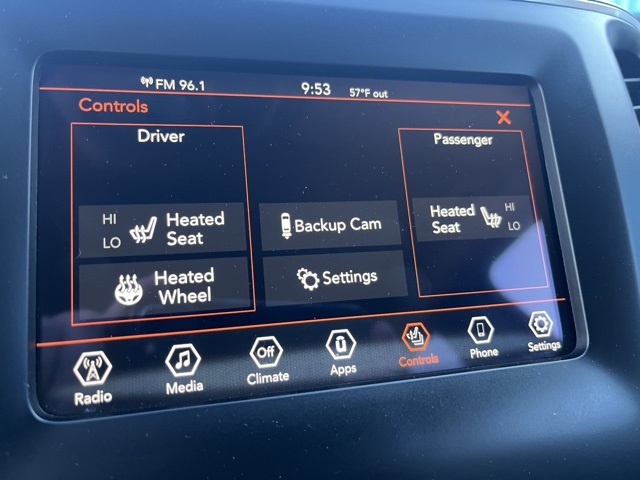 FM 96.1 9:53 57°F out
Controls
Driver
HI
LO
Heated
Seat
Heated
Wheel
Backup Cam
Settings
Passenger
Heated
Seat
HI
LO
Radio
Media
Off
Climate
Apps
Controls
Phone
Settings